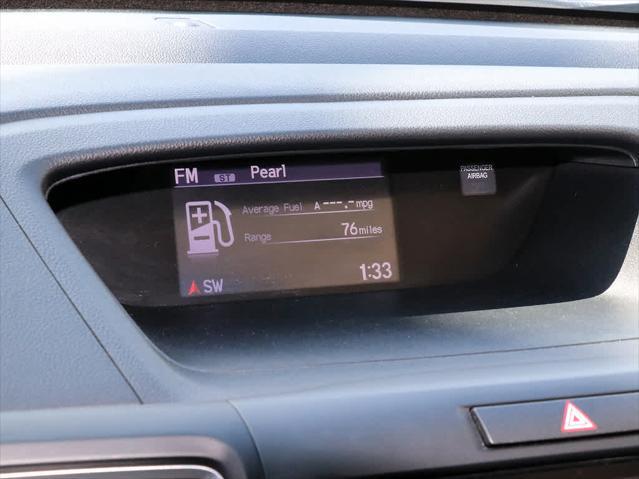 FM ST Pearl
PASSENGER
AIRBAG
Average Fuel A ---.- mpg
Range 76 miles
SW 1:33